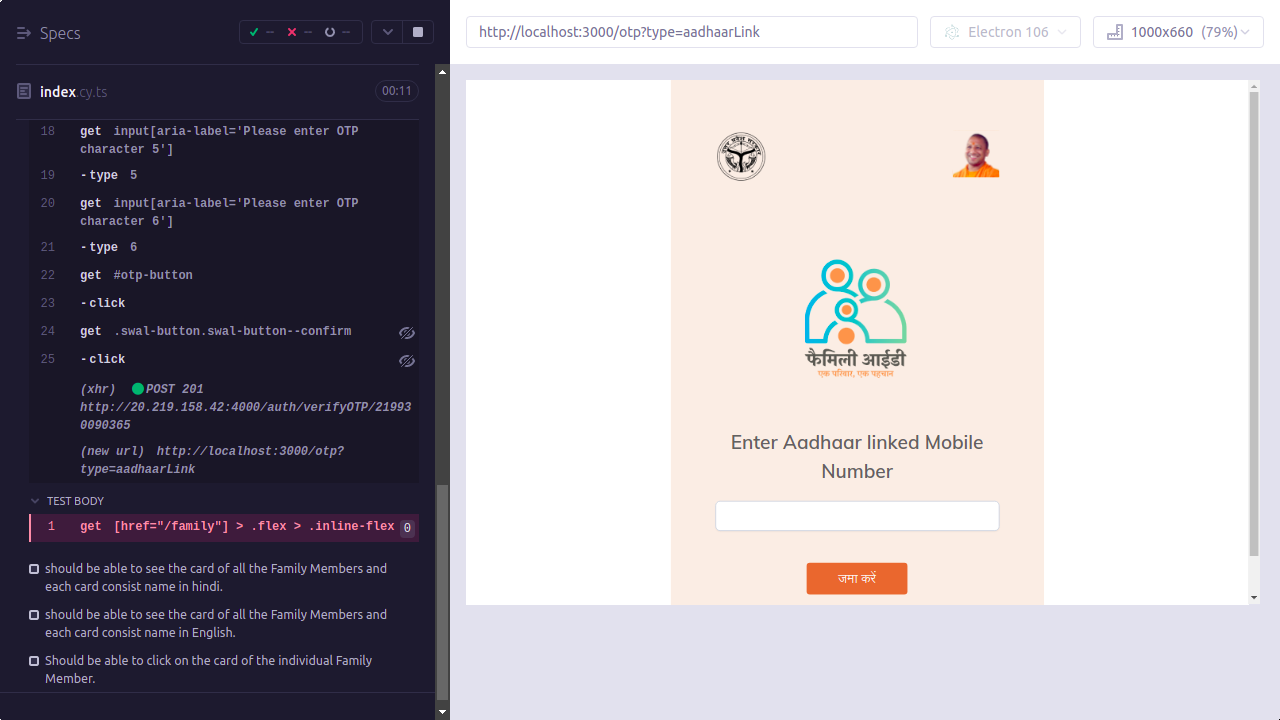 Specs
index.cy.ts
00:11
18 get input[aria-label='Please enter OTP
character 5']
19 -type 5
20 get input[aria-label='Please enter OTP
character 6']
21 -type 6
22 get #otp-button
23 -click
24 get .swal-button.swal-button--confirm
25 -click
(xhr) POST 201
http://20.219.158.42:4000/auth/verifyOTP/21993
0090365
(new url) http://localhost:3000/otp?
type=aadhaarLink
TEST BODY
1 get [href="/family"] > .flex > .inline-flex 0
should be able to see the card of all the Family Members and
each card consist name in hindi.
should be able to see the card of all the Family Members and
each card consist name in English.
Should be able to click on the card of the individual Family
Member.
http://localhost:3000/otp?type=aadhaarLink
Electron 106
1000x660 (79%)
फैमिली आईडी
एक परिवार, एक पहचान
Enter Aadhaar linked Mobile
Number
जमा करें